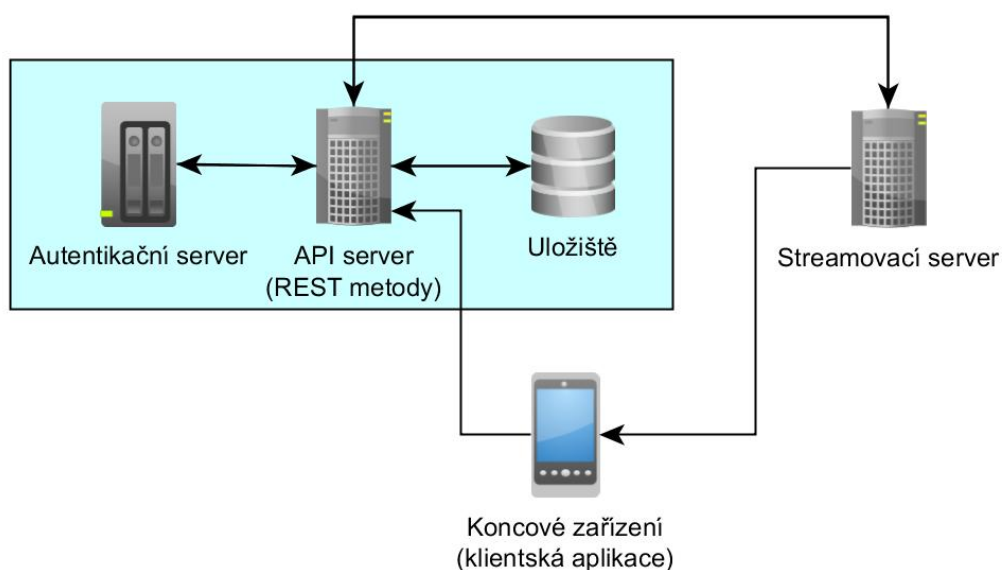 Autentikační server
API server
(REST metody)
Uložiště
Streamovací server
Koncové zařízení
(klientská aplikace)